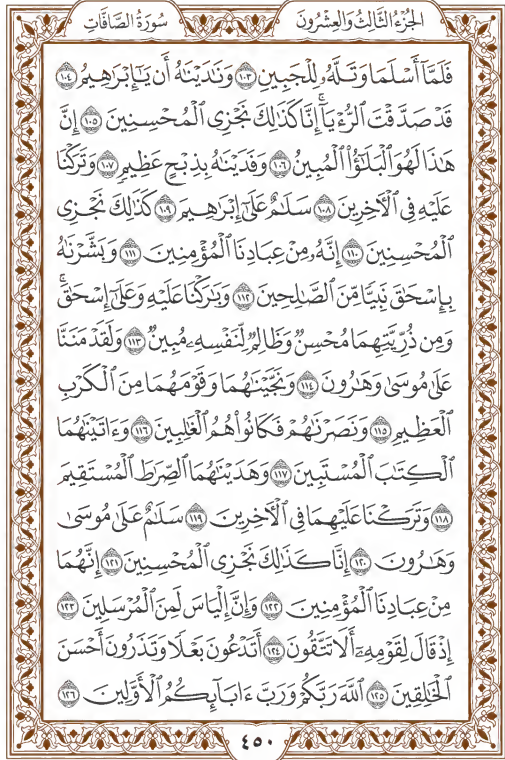 الجزء الثالث والعشرون
سورة الصافات
فَلَمَّآ أَسْلَمَا وَتَلَّهُۥ لِلْجَبِينِ ١٠٣ وَنَٰدَيْنَٰهُ أَن يَٰٓإِبْرَٰهِيمُ ١٠٤
قَدْ صَدَّقْتَ ٱلرُّءْيَآۚ إِنَّا كَذَٰلِكَ نَجْزِى ٱلْمُحْسِنِينَ ١٠٥ إِنَّ
هَٰذَا لَهُوَ ٱلْبَلَٰٓؤُا۟ ٱلْمُبِينُ ١٠٦ وَفَدَيْنَٰهُ بِذِبْحٍ عَظِيمٍ ١٠٧ وَتَرَكْنَا
عَلَيْهِ فِى ٱلْأَخِرِينَ ١٠٨ سَلَٰمٌ عَلَىٰٓ إِبْرَٰهِيمَ ١٠٩ كَذَٰلِكَ نَجْزِى
ٱلْمُحْسِنِينَ ١١٠ إِنَّهُۥ مِنْ عِبَادِنَا ٱلْمُؤْمِنِينَ ١١١ وَبَشَّرْنَٰهُ
بِإِسْحَٰقَ نَبِيًّا مِّنَ ٱلصَّٰلِحِينَ ١١٢ وَبَٰرَكْنَا عَلَيْهِ وَعَلَىٰٓ إِسْحَٰقَۚ
وَمِن ذُرِّيَّتِهِمَا مُحْسِنٌ وَظَالِمٌ لِّنَفْسِهِۦ مُبِينٌ ١١٣ وَلَقَدْ مَنَنَّا
عَلَىٰ مُوسَىٰ وَهَٰرُونَ ١١٤ وَنَجَّيْنَٰهُمَا وَقَوْمَهُمَا مِنَ ٱلْكَرْبِ
ٱلْعَظِيمِ ١١٥ وَنَصَرْنَٰهُمْ فَكَانُوا۟ هُمُ ٱلْغَٰلِبِينَ ١١٦ وَءَاتَيْنَٰهُمَا
ٱلْكِتَٰبَ ٱلْمُسْتَبِينَ ١١٧ وَهَدَيْنَٰهُمَا ٱلصِّرَٰطَ ٱلْمُسْتَقِيمَ
١١٨ وَتَرَكْنَا عَلَيْهِمَا فِى ٱلْأَخِرِينَ ١١٩ سَلَٰمٌ عَلَىٰ مُوسَىٰ
وَهَٰرُونَ ١٢٠ إِنَّا كَذَٰلِكَ نَجْزِى ٱلْمُحْسِنِينَ ١٢١ إِنَّهُمَا
مِنْ عِبَادِنَا ٱلْمُؤْمِنِينَ ١٢٢ وَإِنَّ إِلْيَاسَ لَمِنَ ٱلْمُرْسَلِينَ ١٢٣
إِذْ قَالَ لِقَوْمِهِۦٓ أَلَا تَتَّقُونَ ١٢٤ أَتَدْعُونَ بَعْلًا وَتَذَرُونَ أَحْسَنَ
ٱلْخَٰلِقِينَ ١٢٥ ٱللَّهَ رَبَّكُمْ وَرَبَّ ءَابَآئِكُمُ ٱلْأَوَّلِينَ ١٢٦
٤٥٠